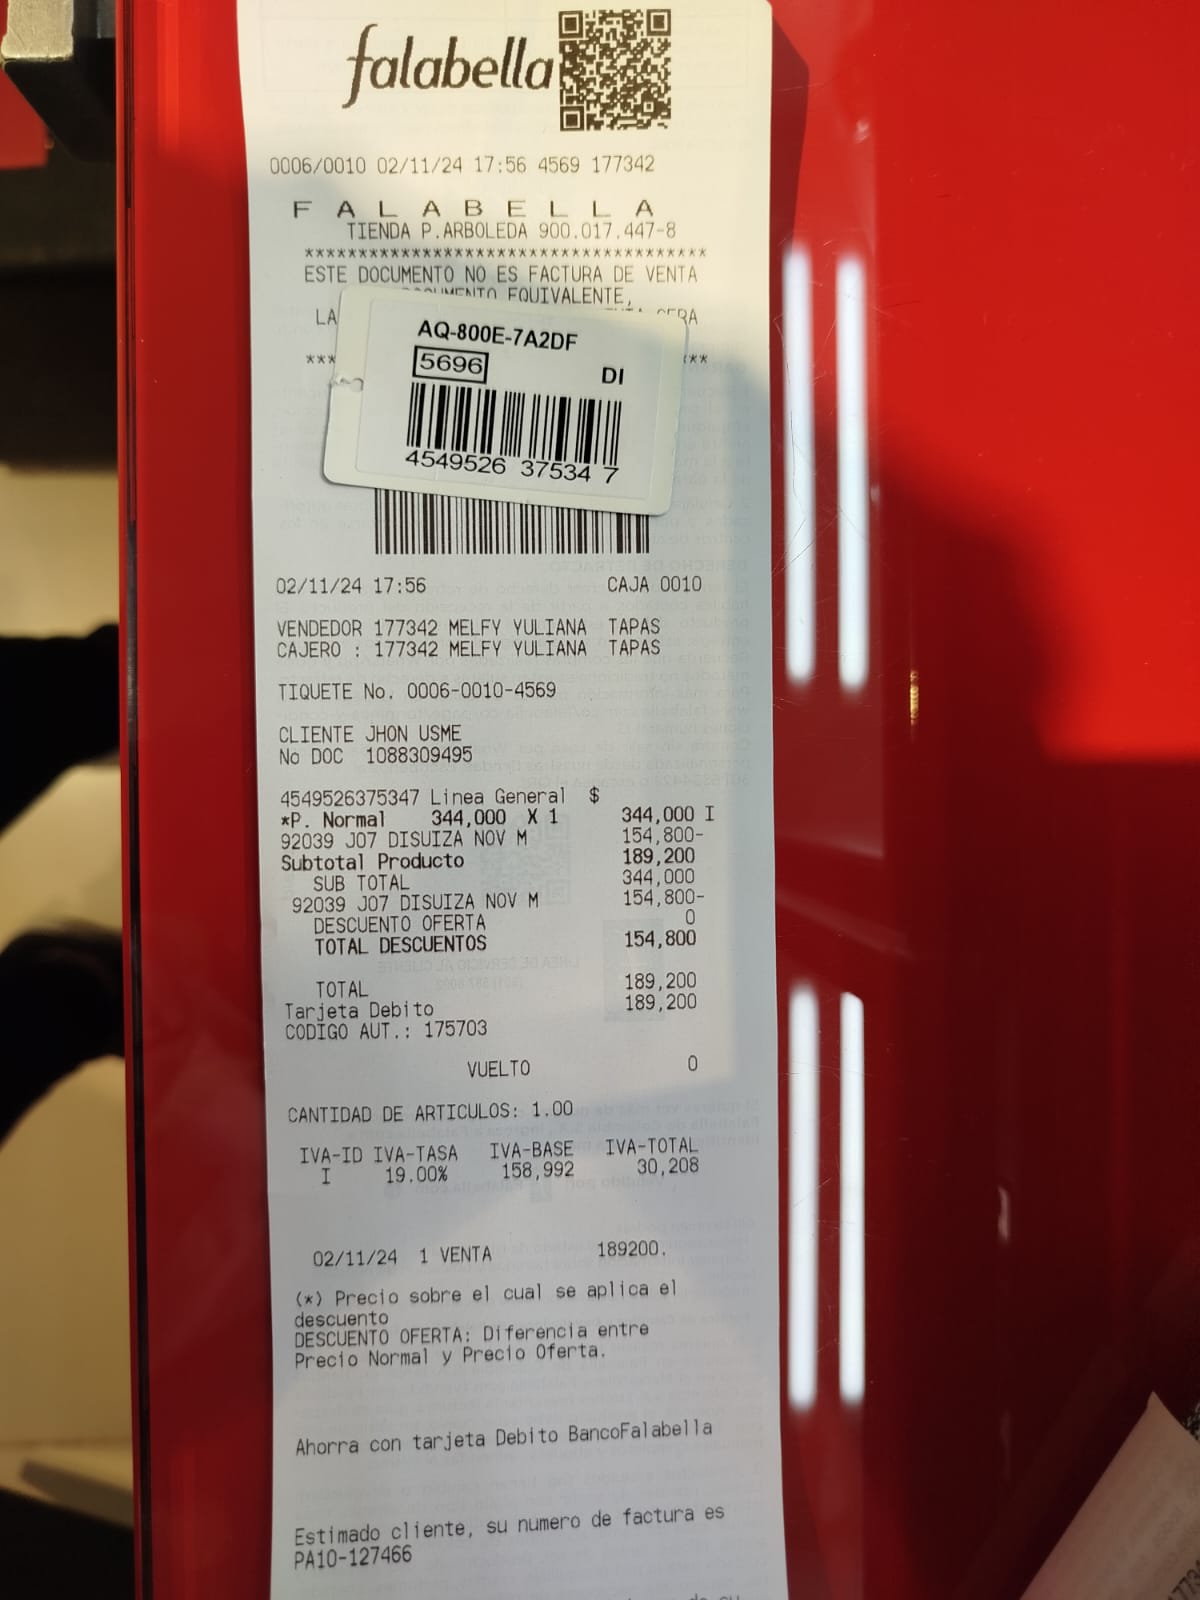 falabella
0006/0010 02/11/24 17:56 4569 177342
F A L A B E L L A
TIENDA P.ARBOLEDA 900.017.447-8
*************************************
ESTE DOCUMENTO NO ES FACTURA DE VENTA
EQUIVALENTE,
LA
AQ-800E-7A2DF
5696 DI
4549526 37534 7
02/11/24 17:56 CAJA 0010
VENDEDOR 177342 MELFY YULIANA TAPAS
CAJERO : 177342 MELFY YULIANA TAPAS
TIQUETE No. 0006-0010-4569
CLIENTE JHON USME
No DOC 1088309495
4549526375347 Linea General $
*P. Normal 344,000 X 1 344,000 I
92039 J07 DISUIZA NOV M 154,800-
Subtotal Producto 189,200
SUB TOTAL 344,000
92039 J07 DISUIZA NOV M 154,800-
DESCUENTO OFERTA 0
TOTAL DESCUENTOS 154,800
TOTAL 189,200
Tarjeta Debito 189,200
CODIGO AUT.: 175703
VUELTO 0
CANTIDAD DE ARTICULOS: 1.00
IVA-ID IVA-TASA IVA-BASE IVA-TOTAL
I 19.00% 158,992 30,208
02/11/24 1 VENTA 189200.
(*) Precio sobre el cual se aplica el
descuento
DESCUENTO OFERTA: Diferencia entre
Precio Normal y Precio Oferta.
Ahorra con tarjeta Debito BancoFalabella
Estimado cliente, su numero de factura es
PA10-127466